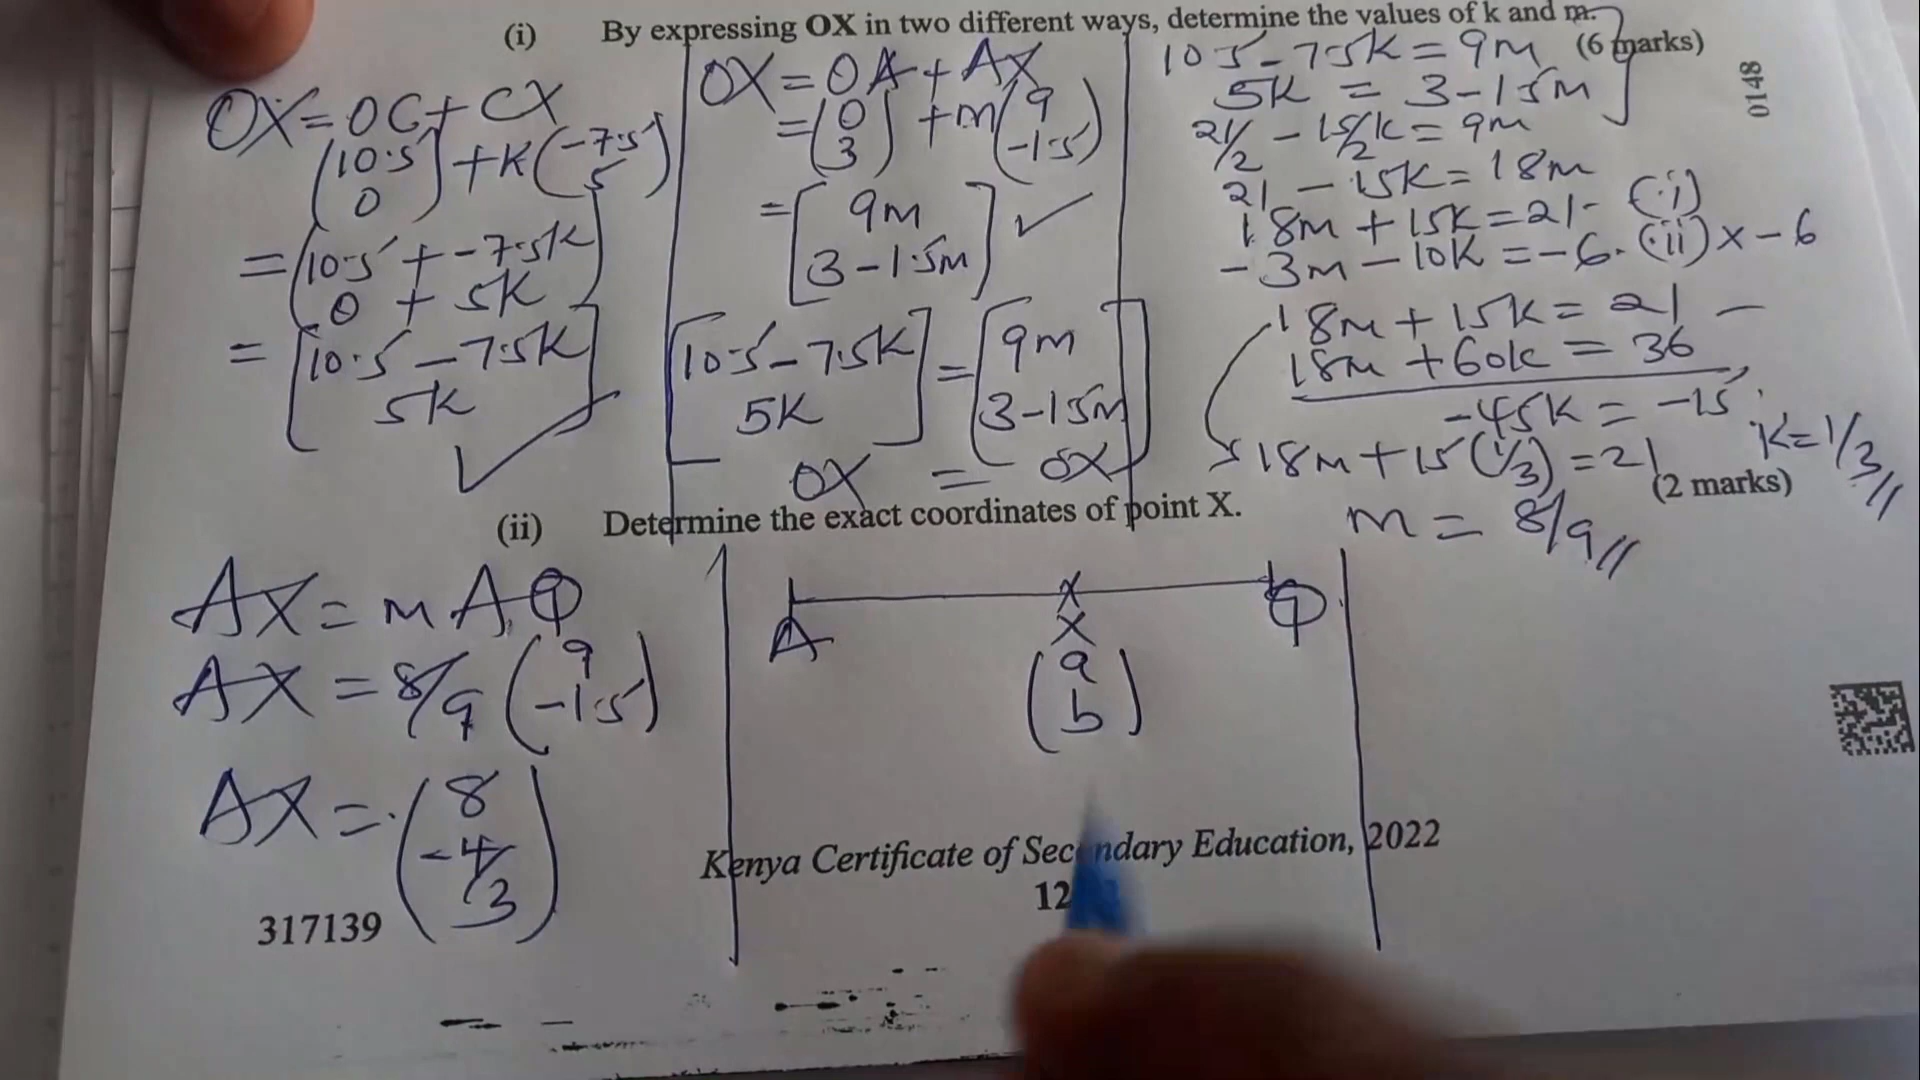 (i) By expressing OX in two different ways, determine the values of k and m.
(6 marks)
0148
OX = OC + CX
(10.5 0) + K(-7.5 5)
= (10.5 + -7.5K
0 + 5K)
= [10.5 - 7.5K
5K]
OX = OA + AX
= (0 3) + m(9 -1.5)
= [9m
3 - 1.5m] ✓
[10.5 - 7.5K 5K] = [9m 3 - 1.5m]
OX = OX
10.5 - 7.5K = 9m
5K = 3 - 1.5m
21/2 - 15/2K = 9m
21 - 15K = 18m
18m + 15K = 21- (i)
-3m - 10K = -6. (ii) x - 6
18m + 15K = 21 -
18m + 60K = 36
-45K = -15
K = 1/3
18m + 15(1/3) = 21
m = 8/9
(ii) Determine the exact coordinates of point X.
(2 marks)
AX = m AQ
AX = 8/9 (9 -1.5)
AX = (8 -4/3)
A X Q
X
(a
b)
Kenya Certificate of Secondary Education, 2022
12
317139